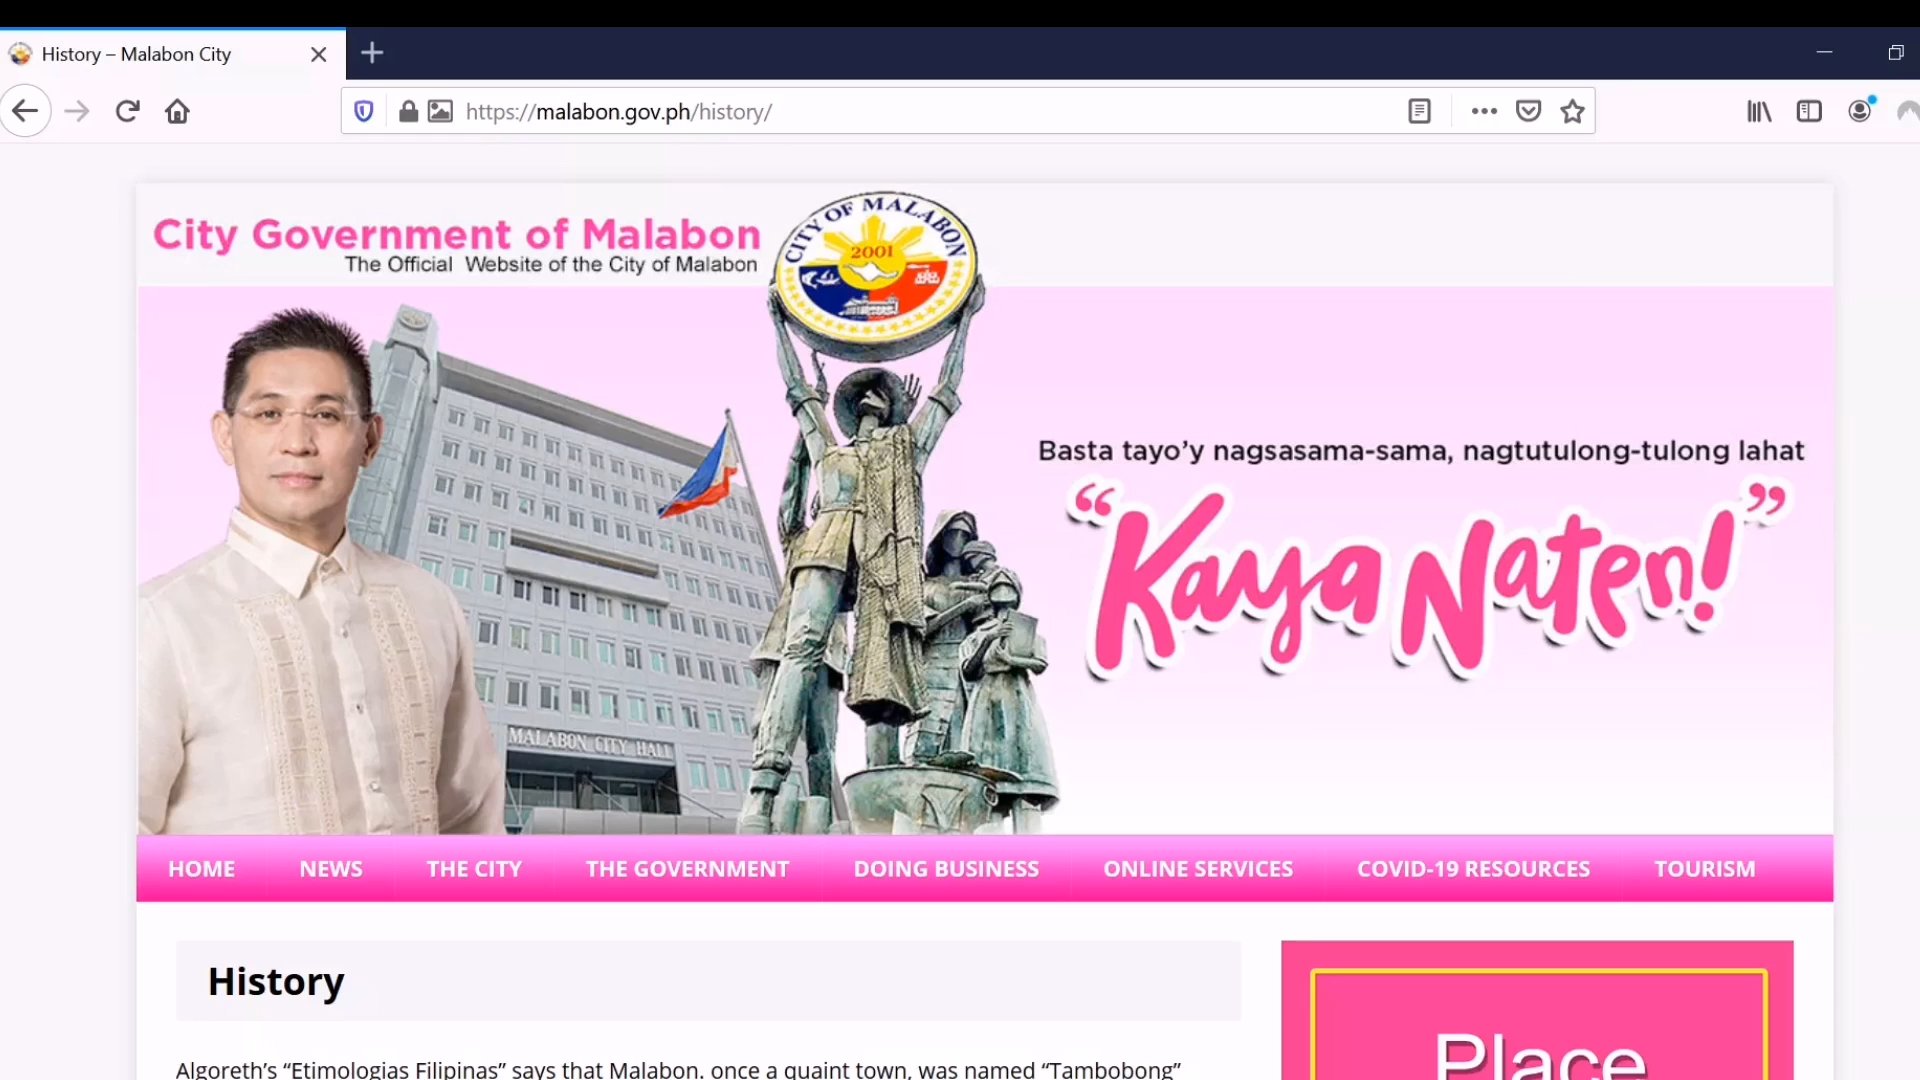 History – Malabon City
https://malabon.gov.ph/history/
City Government of Malabon
The Official Website of the City of Malabon
CITY OF MALABON
2001
Basta tayo’y nagsasama-sama, nagtutulong-tulong lahat
“Kaya Naten!”
MALABON CITY HALL
HOME NEWS THE CITY THE GOVERNMENT DOING BUSINESS ONLINE SERVICES COVID-19 RESOURCES TOURISM
History
Place
Algoreth’s “Etimologias Filipinas” says that Malabon, once a quaint town, was named “Tambobong”